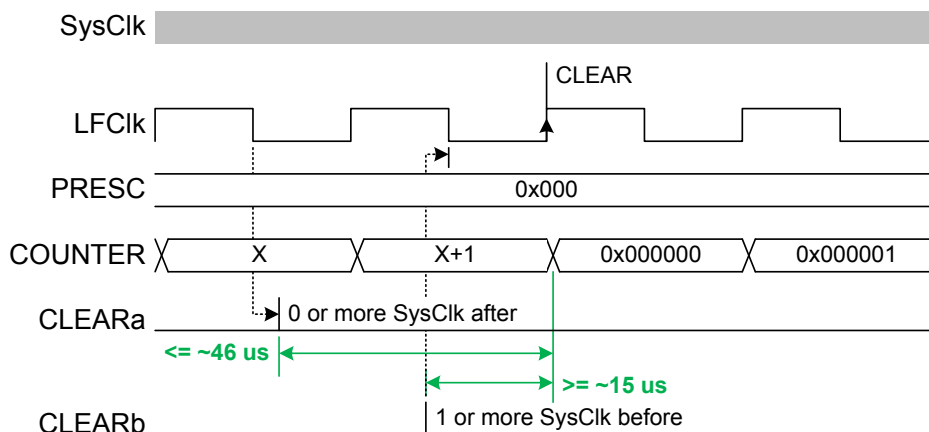 SysClk
CLEAR
LFClk
PRESC
0x000
COUNTER
X
X+1
0x000000
0x000001
CLEARa
0 or more SysClk after
<= ~46 us
>= ~15 us
CLEARb
1 or more SysClk before